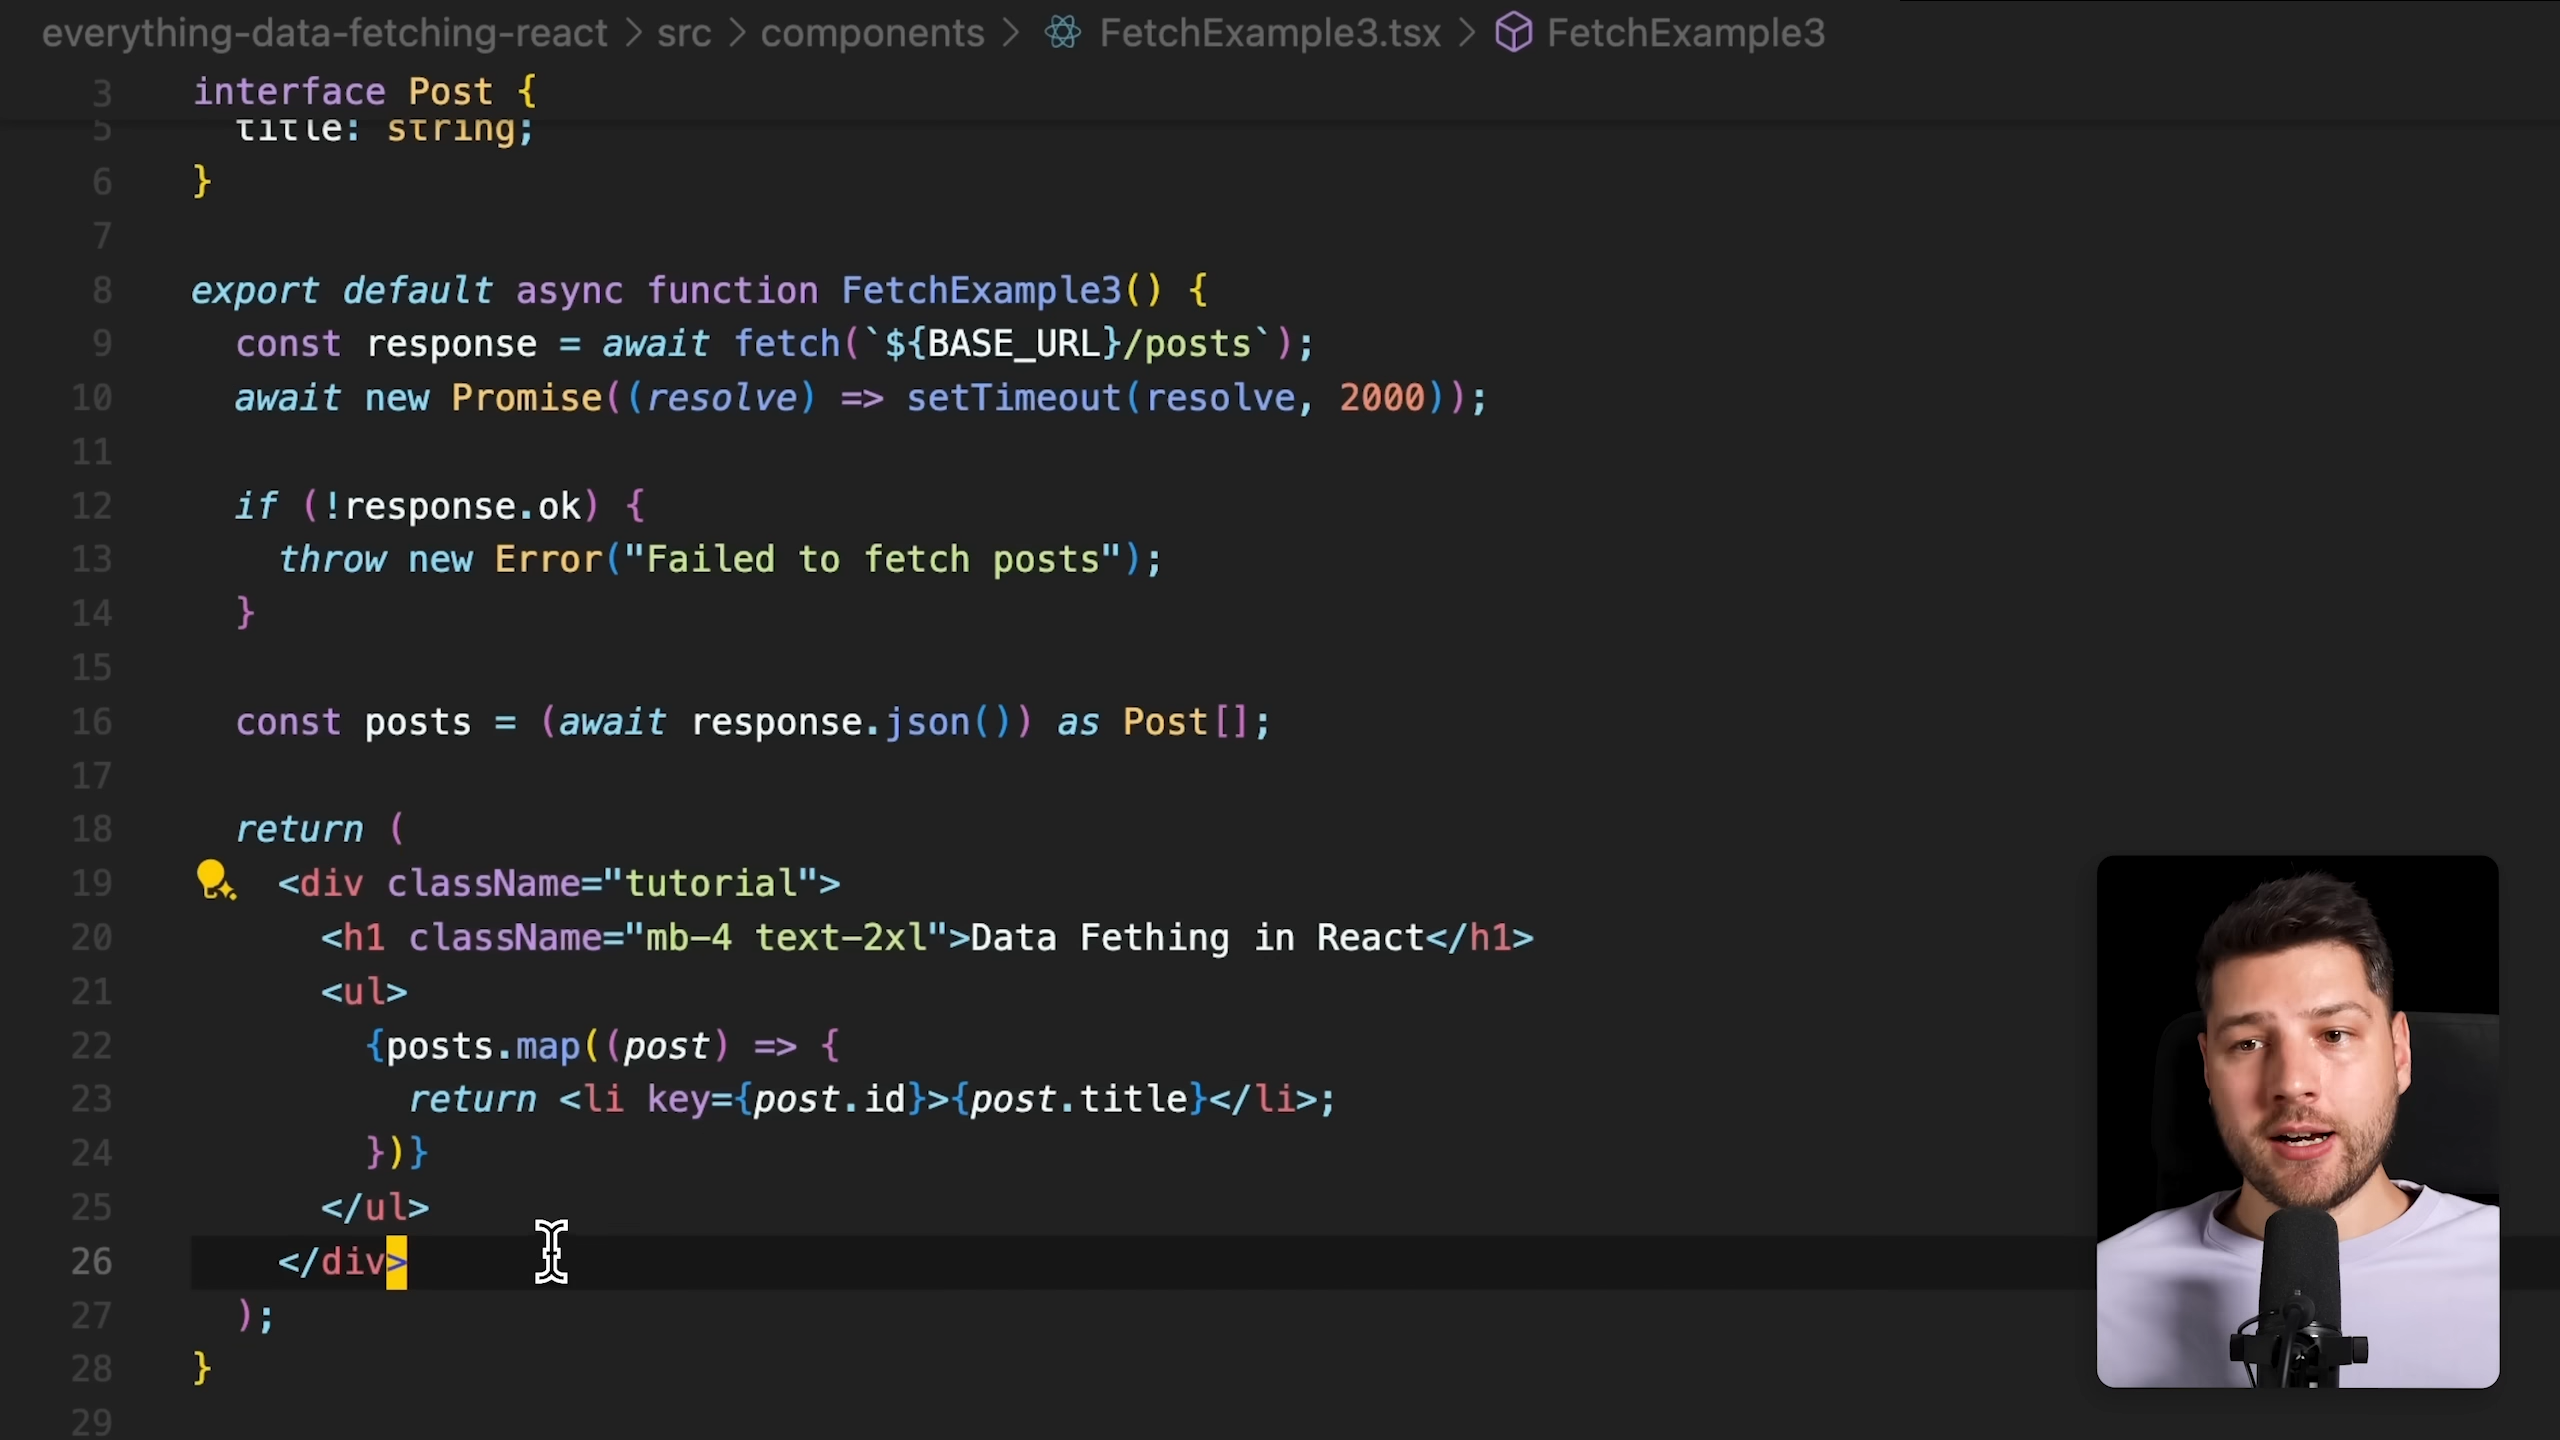 everything-data-fetching-react > src > components > FetchExample3.tsx > FetchExample3
3 interface Post {
5   title: string;
6 }
7
8 export default async function FetchExample3() {
9   const response = await fetch(`${BASE_URL}/posts`);
10   await new Promise((resolve) => setTimeout(resolve, 2000));
11
12   if (!response.ok) {
13     throw new Error("Failed to fetch posts");
14   }
15
16   const posts = (await response.json()) as Post[];
17
18   return (
19     <div className="tutorial">
20       <h1 className="mb-4 text-2xl">Data Fething in React</h1>
21       <ul>
22         {posts.map((post) => {
23           return <li key={post.id}>{post.title}</li>;
24         })}
25       </ul>
26     </div>
27   );
28 }
29